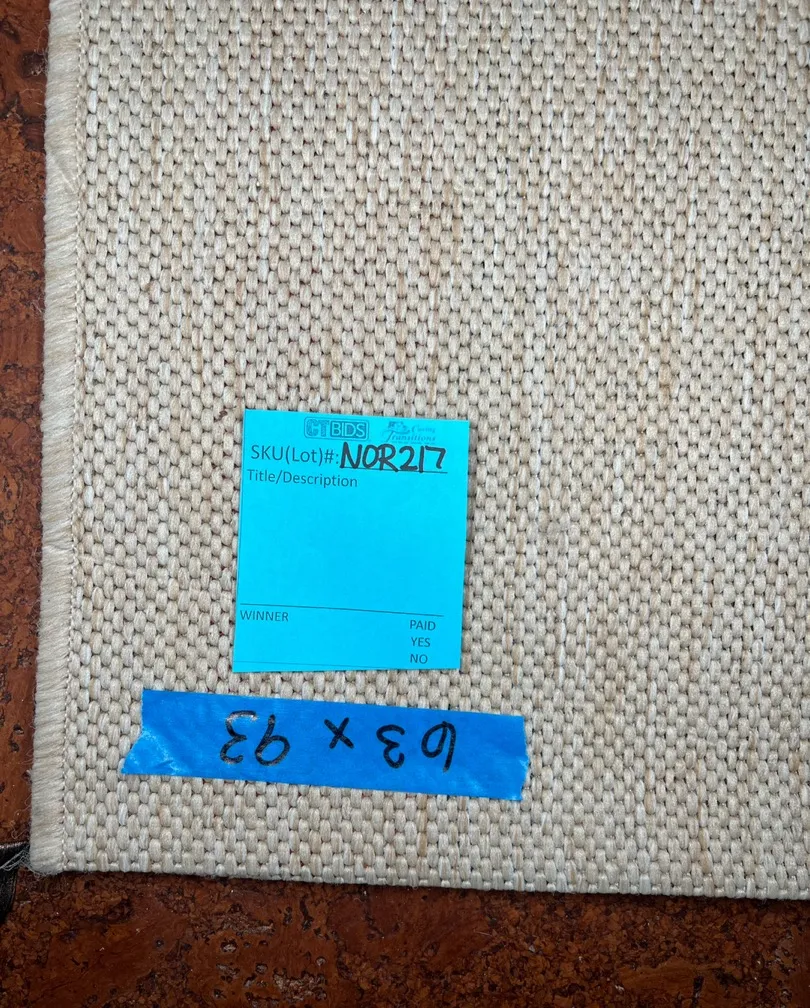 CTBIDS Caring Transitions
SKU(Lot)#: NOR217
Title/Description
WINNER
PAID
YES
NO
63 x 93